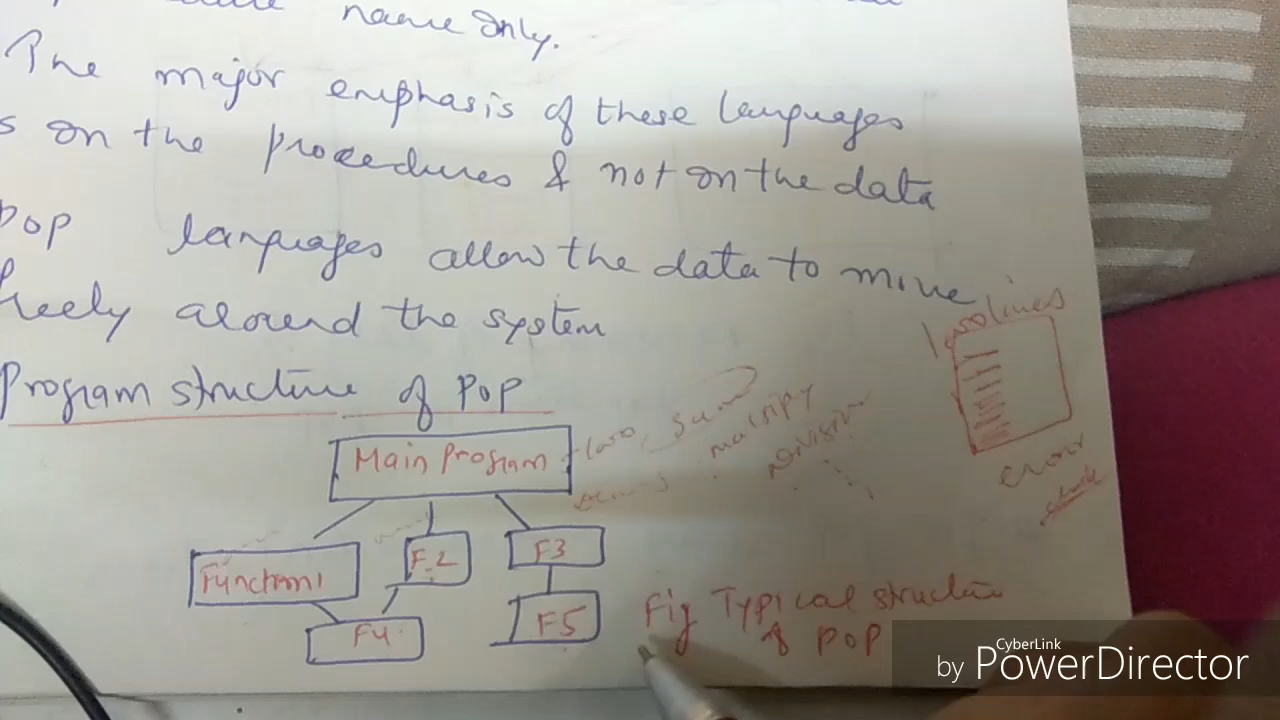 name only.
The major emphasis of these languages
s on the procedures & not on the data
POP languages allow the data to move
freely around the system
Program structure of POP
Main Program
sum
multiply
Division
1000 lines
error
Function1
F2
F3
F4
F5
Fig Typical structure
of POP
CyberLink
by PowerDirector